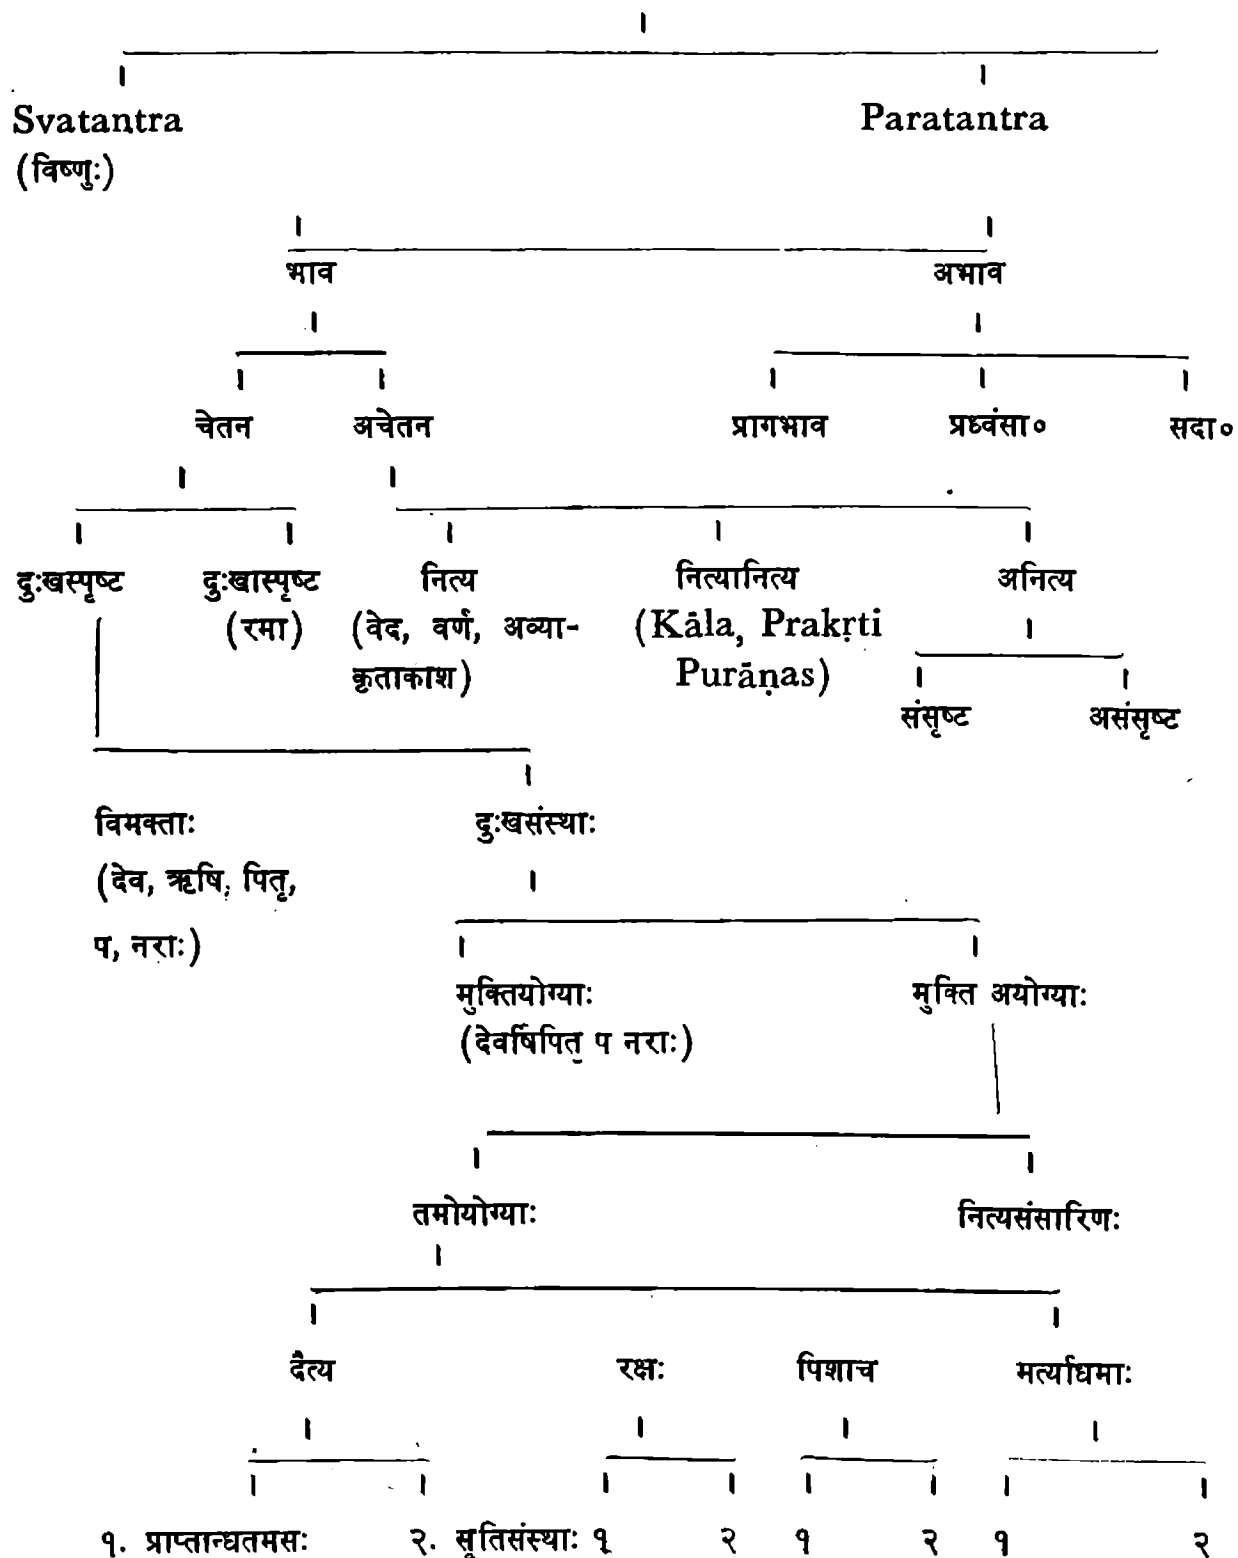 Svatantra Paratantra
(विष्णुः)
भाव अभाव
चेतन अचेतन प्रागभाव प्रध्वंसा० सदा०
दुःखस्पृष्ट दुःखास्पृष्ट नित्य नित्यानित्य अनित्य
(रमा) (वेद, वर्ण, अव्या- (Kāla, Prakṛti
कृताकाश) Purāṇas)
संसृष्ट असंसृष्ट
विमक्ताः दुःखसंस्थाः
(देव, ऋषि, पितृ,
प, नराः)
मुक्तियोग्याः मुक्ति अयोग्याः
(देवर्षिपितृ प नराः)
तमोयोग्याः नित्यसंसारिणः
दैत्य रक्षः पिशाच मर्त्याधमाः
१. प्राप्तान्धतमसः २. सृतिसंस्थाः १ २ १ २ १ २